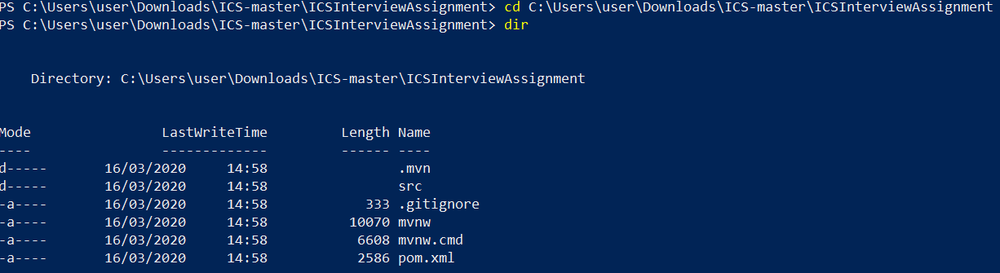 PS C:\Users\user\Downloads\ICS-master\ICSInterviewAssignment> cd C:\Users\user\Downloads\ICS-master\ICSInterviewAssignment
PS C:\Users\user\Downloads\ICS-master\ICSInterviewAssignment> dir
Directory: C:\Users\user\Downloads\ICS-master\ICSInterviewAssignment
Mode LastWriteTime Length Name
---- ------------- ------ ----
d----- 16/03/2020 14:58 .mvn
d----- 16/03/2020 14:58 src
-a---- 16/03/2020 14:58 333 .gitignore
-a---- 16/03/2020 14:58 10070 mvnw
-a---- 16/03/2020 14:58 6608 mvnw.cmd
-a---- 16/03/2020 14:58 2586 pom.xml